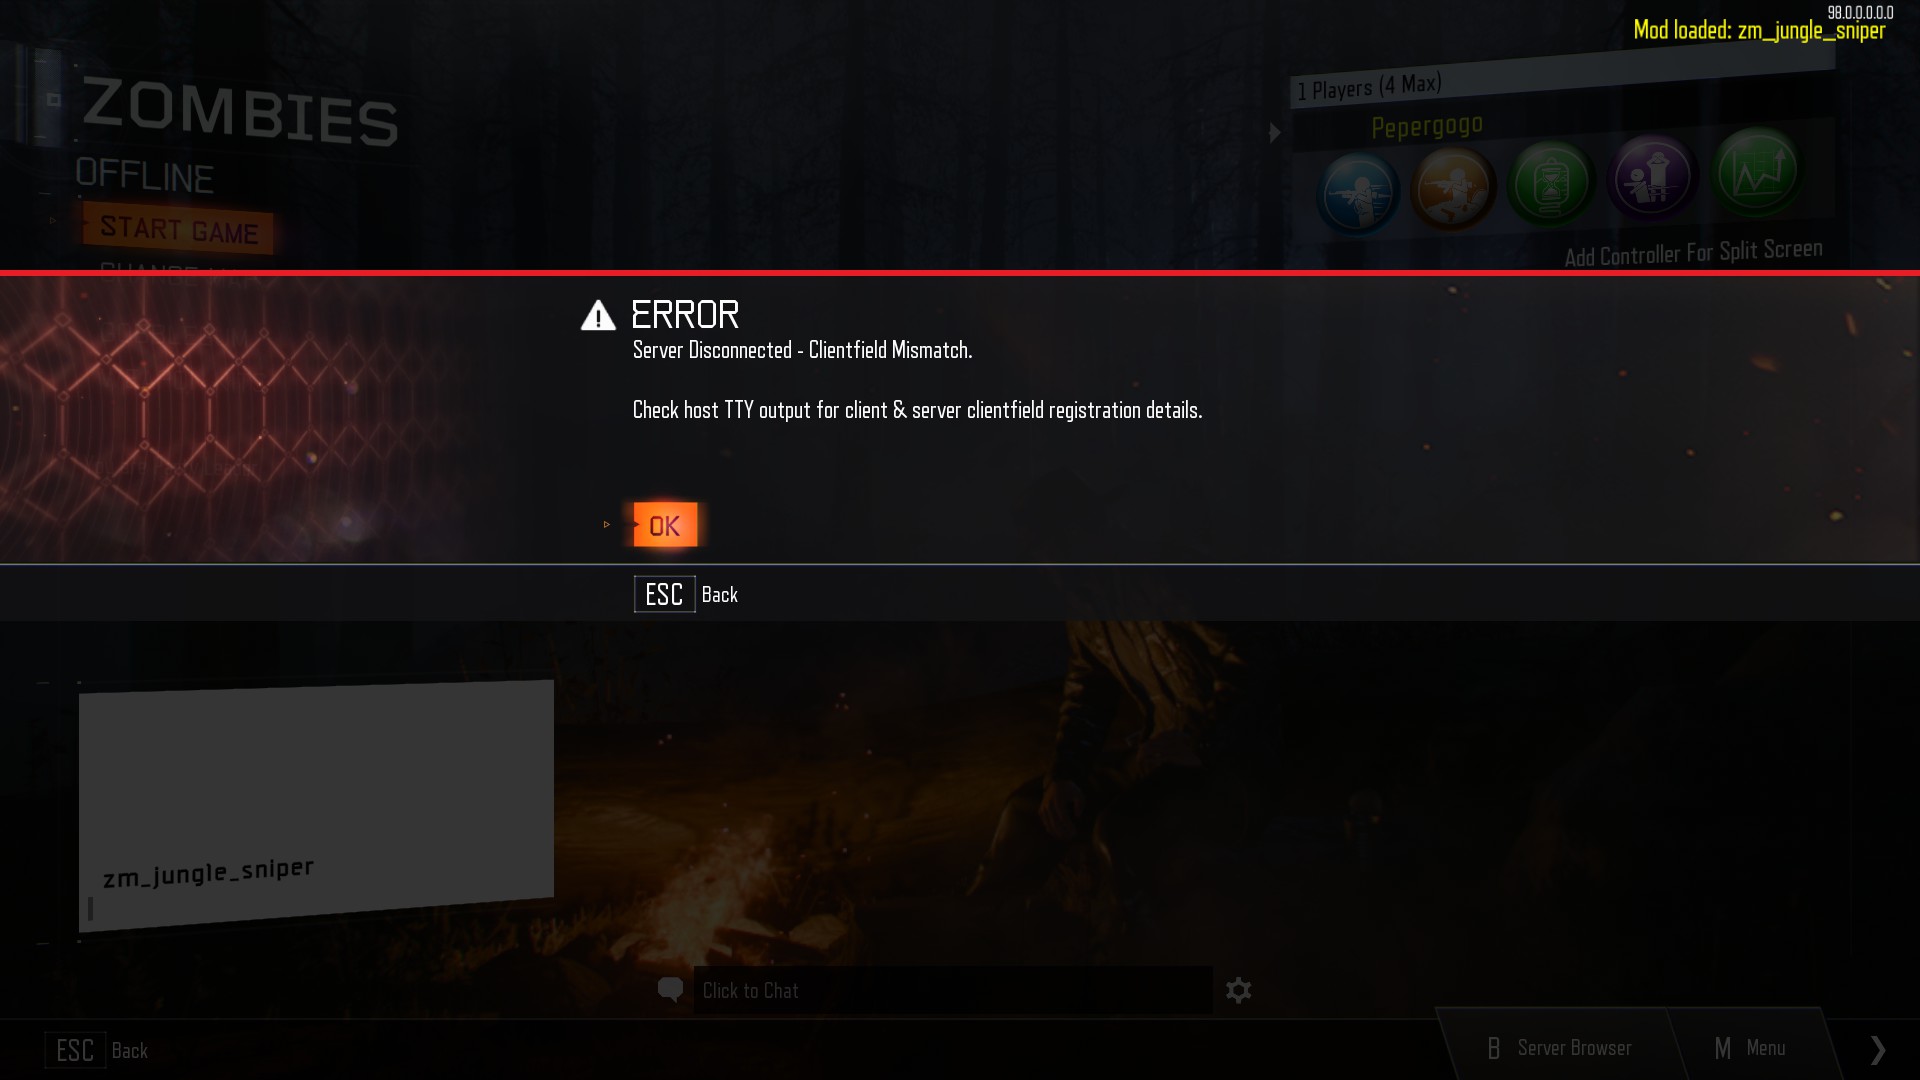 98.0.0.0.0.0
Mod loaded: zm_jungle_sniper
ZOMBIES
OFFLINE
START GAME
1 Players (4 Max)
Pepergogo
Add Controller For Split Screen
ERROR
Server Disconnected - Clientfield Mismatch.
Check host TTY output for client & server clientfield registration details.
OK
ESC Back
zm_jungle_sniper
Click to Chat
ESC Back
B Server Browser
M Menu